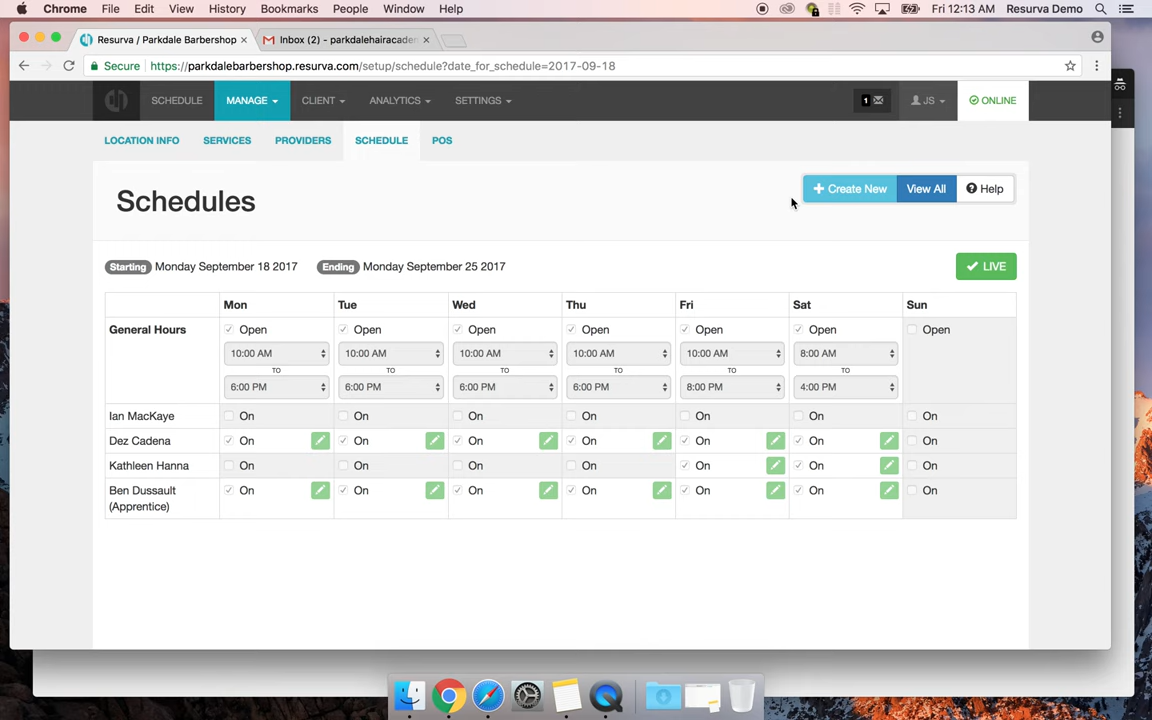 Chrome File Edit View History Bookmarks People Window Help Fri 12:13 AM Resurva Demo
Resurva / Parkdale Barbershop × Inbox (2) - parkdalehairacaden ×
Secure https://parkdalebarbershop.resurva.com/setup/schedule?date_for_schedule=2017-09-18
SCHEDULE MANAGE CLIENT ANALYTICS SETTINGS 1 JS ONLINE
LOCATION INFO SERVICES PROVIDERS SCHEDULE POS
Schedules
+ Create New View All ? Help
Starting Monday September 18 2017 Ending Monday September 25 2017 LIVE
Mon Tue Wed Thu Fri Sat Sun
General Hours Open Open Open Open Open Open Open
10:00 AM 10:00 AM 10:00 AM 10:00 AM 10:00 AM 8:00 AM
TO TO TO TO TO TO
6:00 PM 6:00 PM 6:00 PM 6:00 PM 8:00 PM 4:00 PM
Ian MacKaye On On On On On On On
Dez Cadena On On On On On On On
Kathleen Hanna On On On On On On On
Ben Dussault On On On On On On On
(Apprentice)